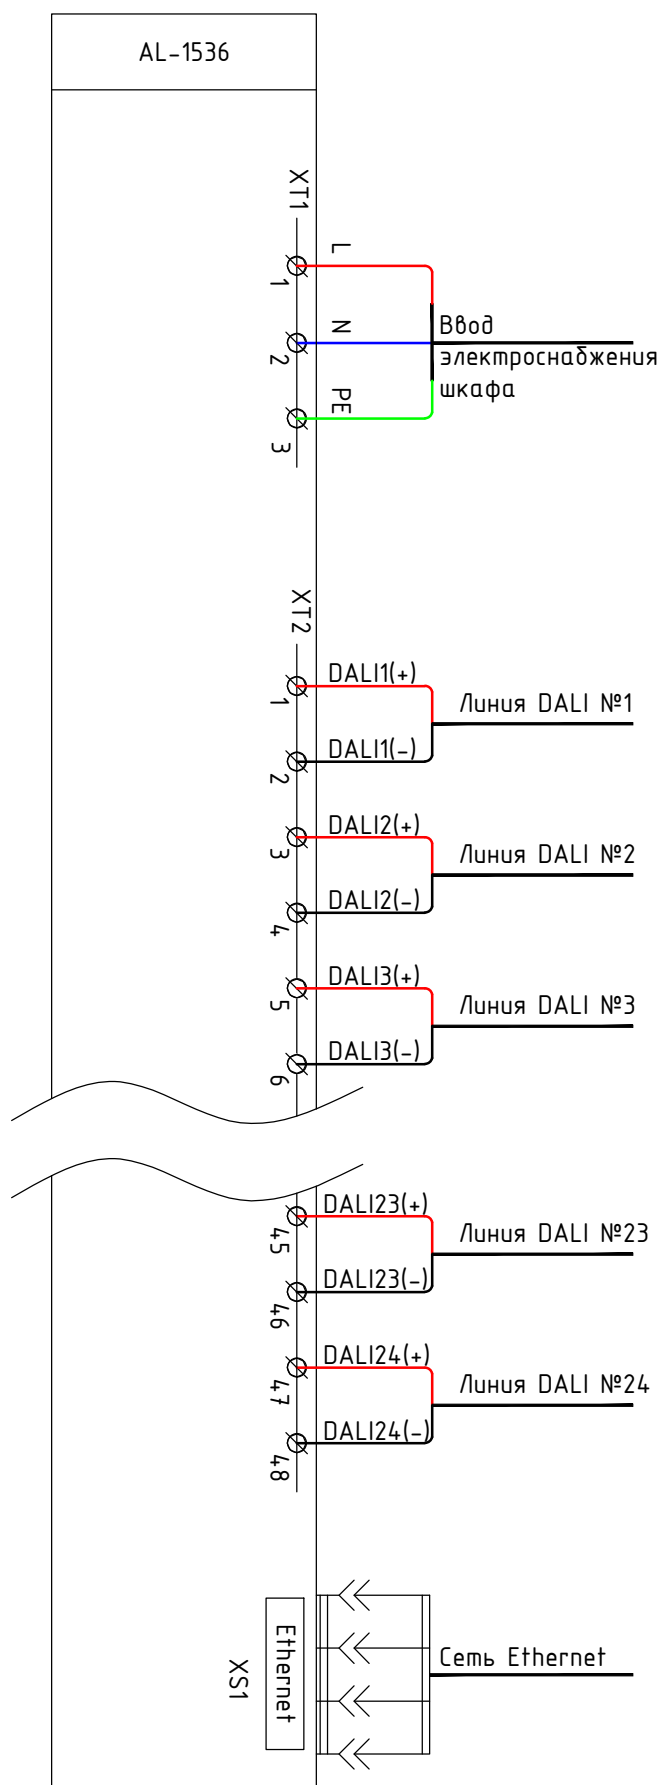 AL-1536
XT1
L
1
Ввод
N
2
электроснабжения
шкафа
PE
3
XT2
DALI1(+)
1
Линия DALI №1
DALI1(-)
2
DALI2(+)
3
Линия DALI №2
DALI2(-)
4
DALI3(+)
5
Линия DALI №3
DALI3(-)
6
DALI23(+)
45
Линия DALI №23
DALI23(-)
46
DALI24(+)
47
Линия DALI №24
DALI24(-)
48
Ethernet
XS1
Сеть Ethernet